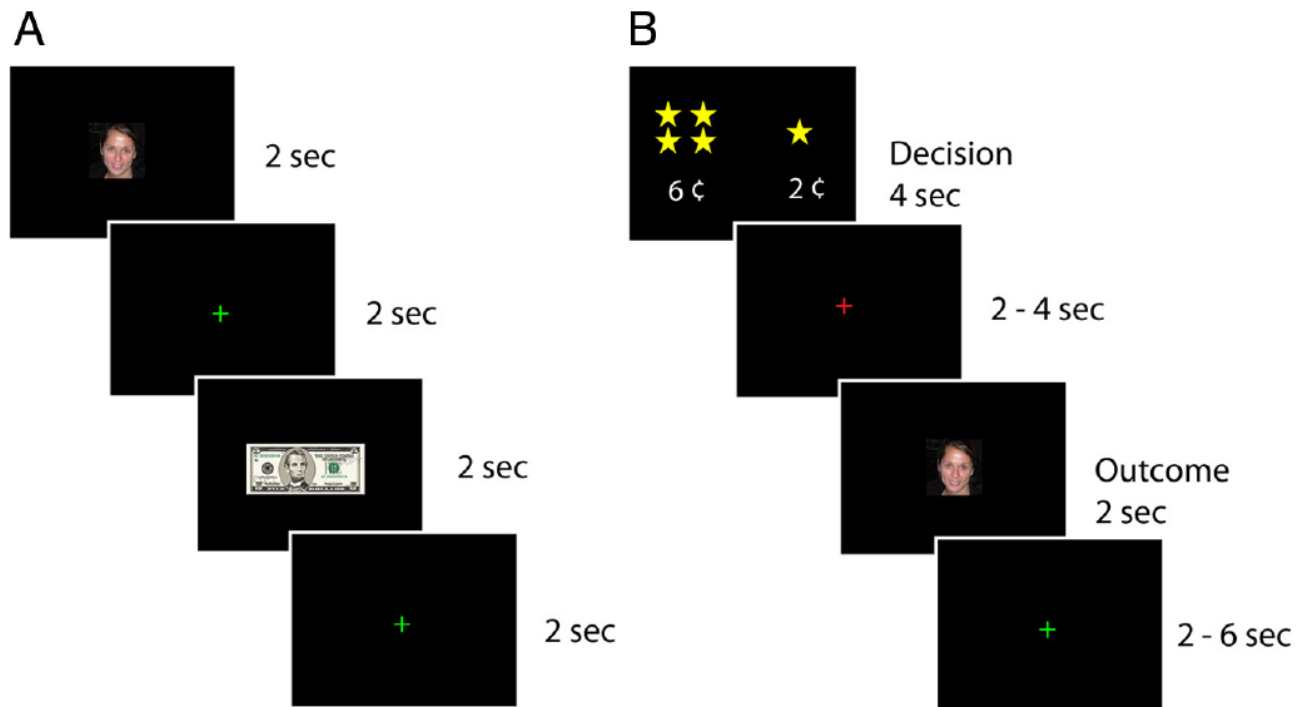 A
2 sec
2 sec
2 sec
2 sec
B
6 ¢
2 ¢
Decision
4 sec
2 - 4 sec
Outcome
2 sec
2 - 6 sec